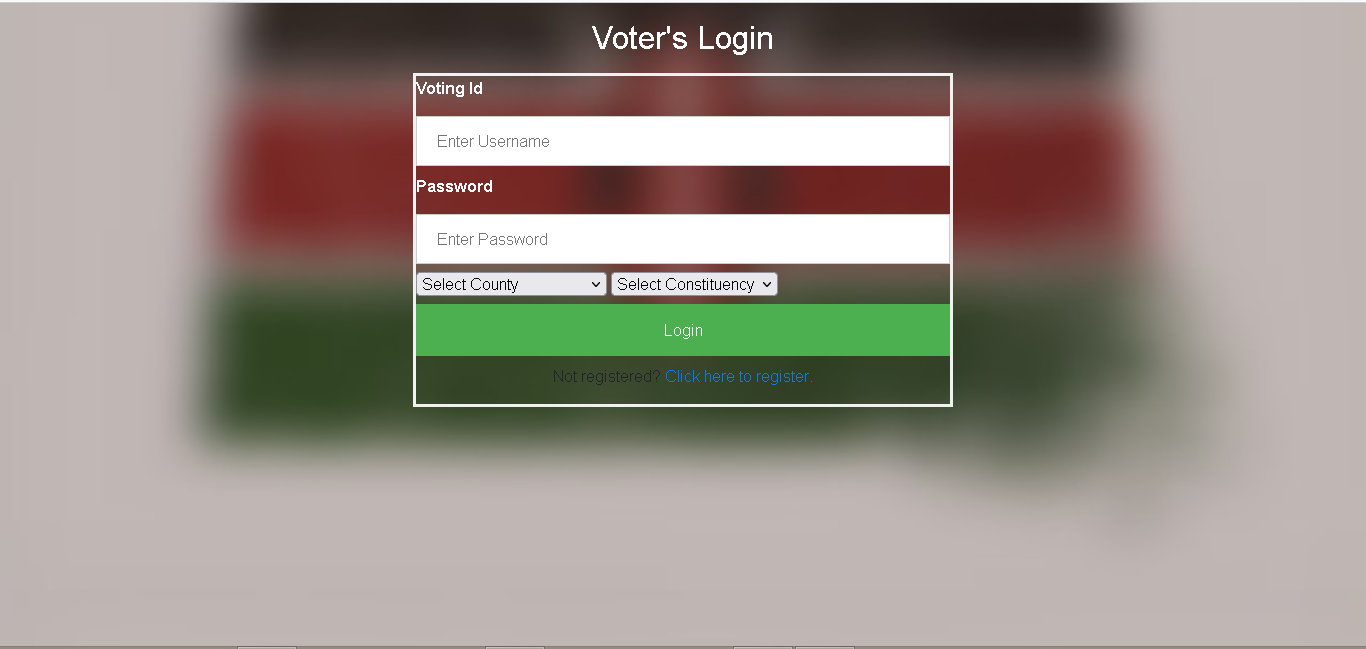 Voter's Login
Voting Id
Enter Username
Password
Enter Password
Select County Select Constituency
Login
Not registered? Click here to register.